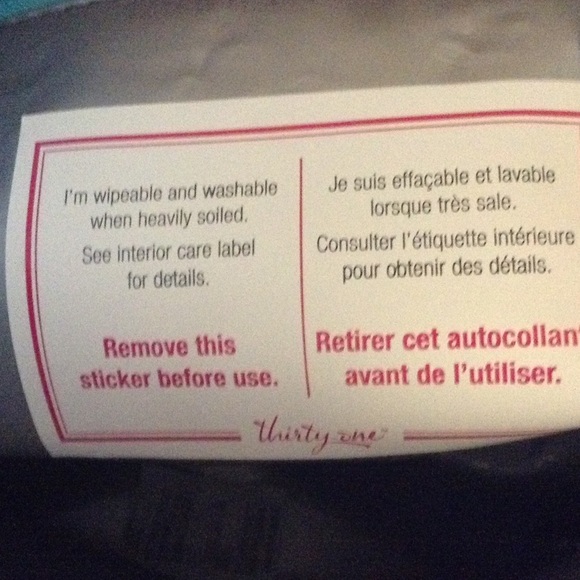 I'm wipeable and washable
when heavily soiled.
See interior care label
for details.
Remove this
sticker before use.
Je suis effaçable et lavable
lorsque très sale.
Consulter l'étiquette intérieure
pour obtenir des détails.
Retirer cet autocollan
avant de l'utiliser.
thirty-one